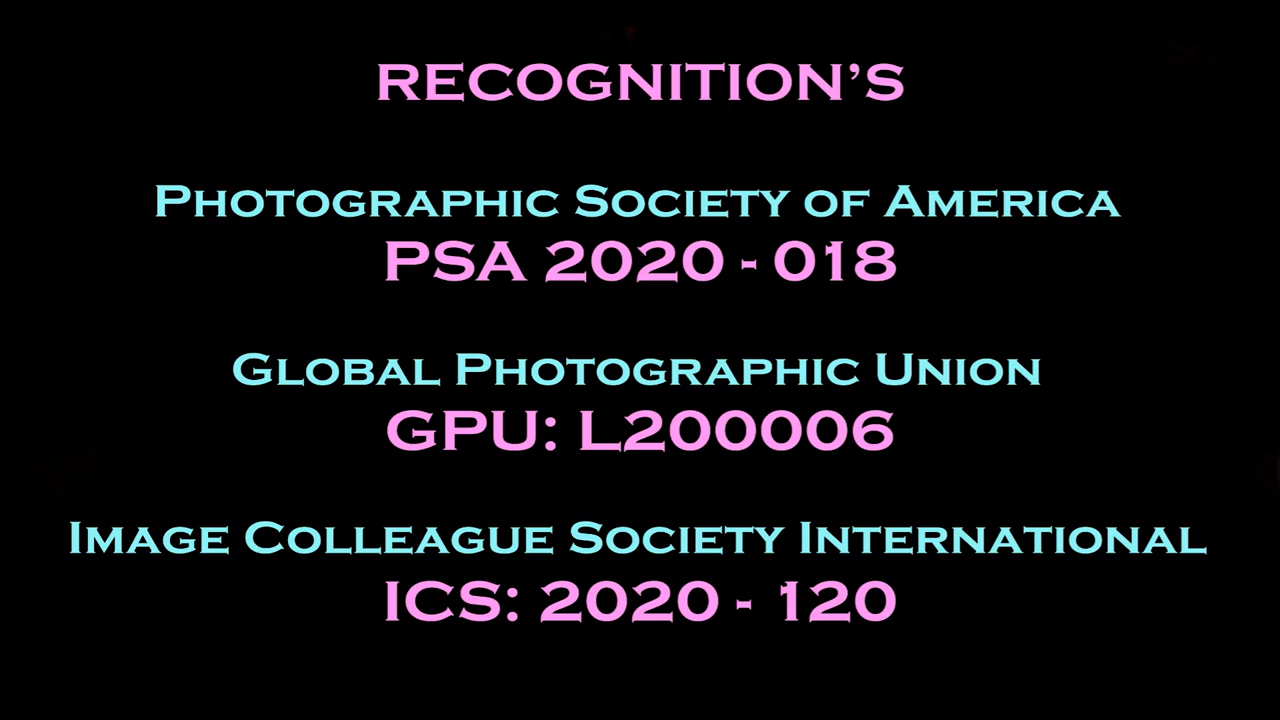 RECOGNITION’S
PHOTOGRAPHIC SOCIETY OF AMERICA
PSA 2020 - 018
GLOBAL PHOTOGRAPHIC UNION
GPU: L200006
IMAGE COLLEAGUE SOCIETY INTERNATIONAL
ICS: 2020 - 120